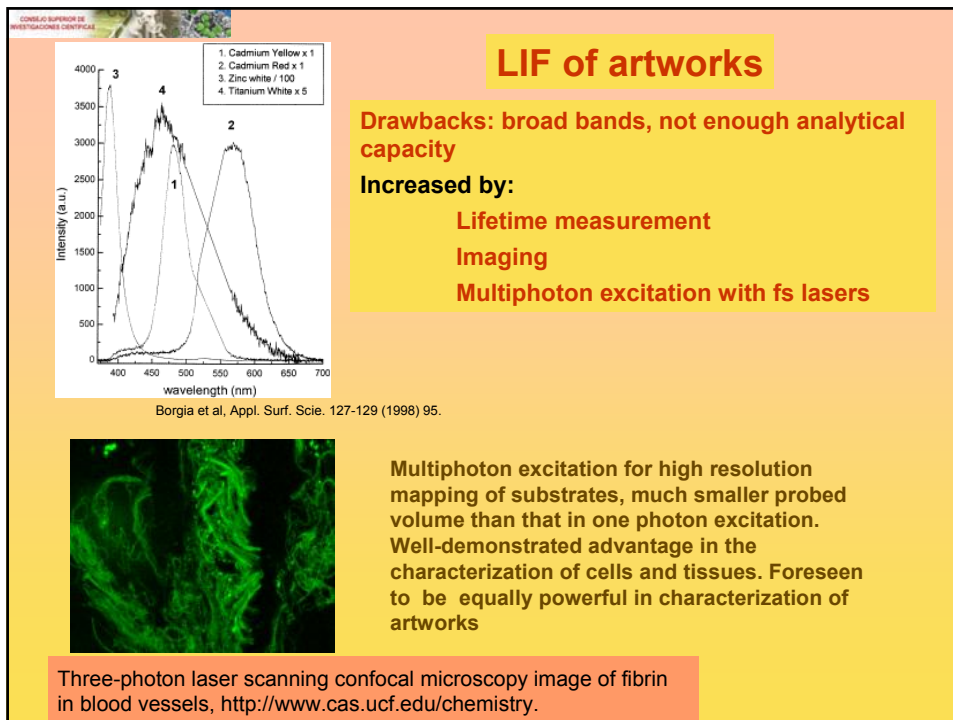 CONSEJO SUPERIOR DE
INVESTIGACIONES CIENTIFICAS
LIF of artworks
1. Cadmium Yellow x 1
2. Cadmium Red x 1
3. Zinc white / 100
4. Titanium White x 5
4000
3500
3000
2500
2000
1500
1000
500
0
Intensity (a.u.)
3
4
2
1
400 450 500 550 600 650 700
wavelength (nm)
Borgia et al, Appl. Surf. Scie. 127-129 (1998) 95.
Drawbacks: broad bands, not enough analytical
capacity
Increased by:
Lifetime measurement
Imaging
Multiphoton excitation with fs lasers
Multiphoton excitation for high resolution
mapping of substrates, much smaller probed
volume than that in one photon excitation.
Well-demonstrated advantage in the
characterization of cells and tissues. Foreseen
to be equally powerful in characterization of
artworks
Three-photon laser scanning confocal microscopy image of fibrin
in blood vessels, http://www.cas.ucf.edu/chemistry.